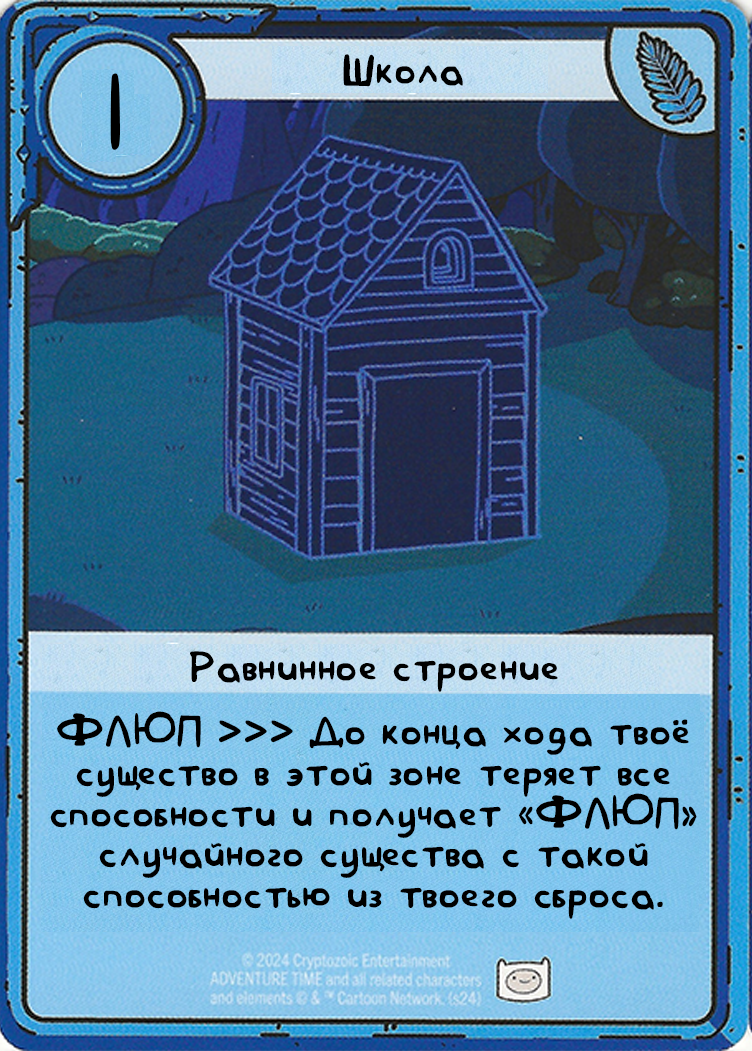 1
Школа
Равнинное строение
ФЛЮП >>> До конца хода твоё
существо в этой зоне теряет все
способности и получает «ФЛЮП»
случайного существа с такой
способностью из твоего сброса.
© 2024 Cryptozoic Entertainment
ADVENTURE TIME and all related characters
and elements © & ™ Cartoon Network. (s24)